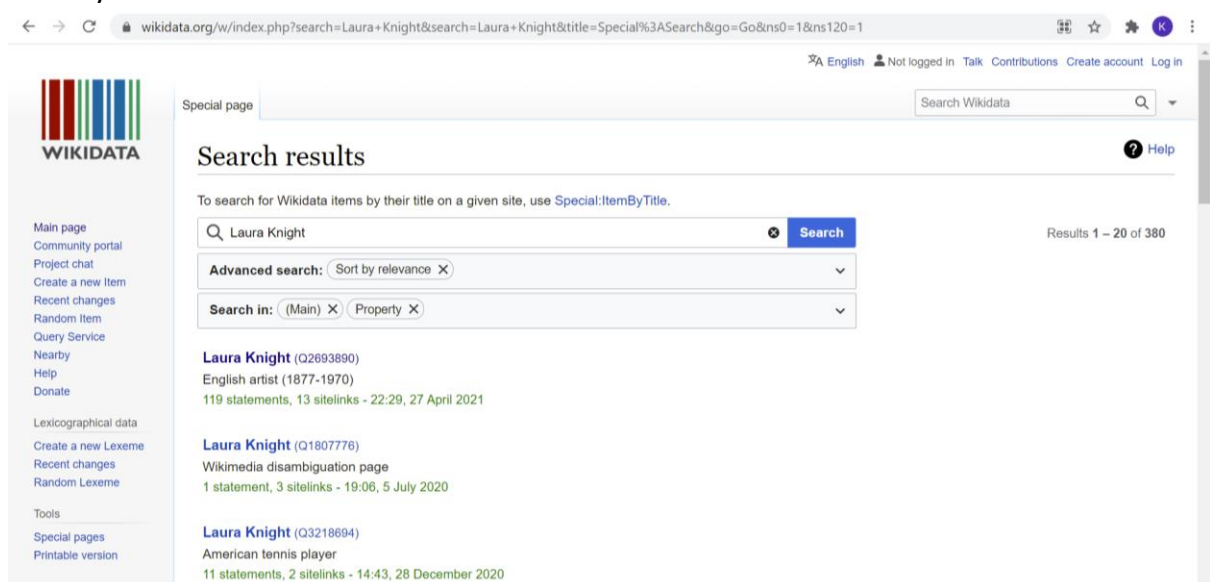 wikidata.org/w/index.php?search=Laura+Knight&search=Laura+Knight&title=Special%3ASearch&go=Go&ns0=1&ns120=1
K
English Not logged in Talk Contributions Create account Log in
WIKIDATA
Special page
Search Wikidata
Search results
Help
To search for Wikidata items by their title on a given site, use Special:ItemByTitle.
Laura Knight Search
Results 1 – 20 of 380
Advanced search: Sort by relevance
Search in: (Main) Property
Laura Knight (Q2693890)
English artist (1877-1970)
119 statements, 13 sitelinks - 22:29, 27 April 2021
Laura Knight (Q1807776)
Wikimedia disambiguation page
1 statement, 3 sitelinks - 19:06, 5 July 2020
Laura Knight (Q3218694)
American tennis player
11 statements, 2 sitelinks - 14:43, 28 December 2020
Main page
Community portal
Project chat
Create a new Item
Recent changes
Random Item
Query Service
Nearby
Help
Donate
Lexicographical data
Create a new Lexeme
Recent changes
Random Lexeme
Tools
Special pages
Printable version